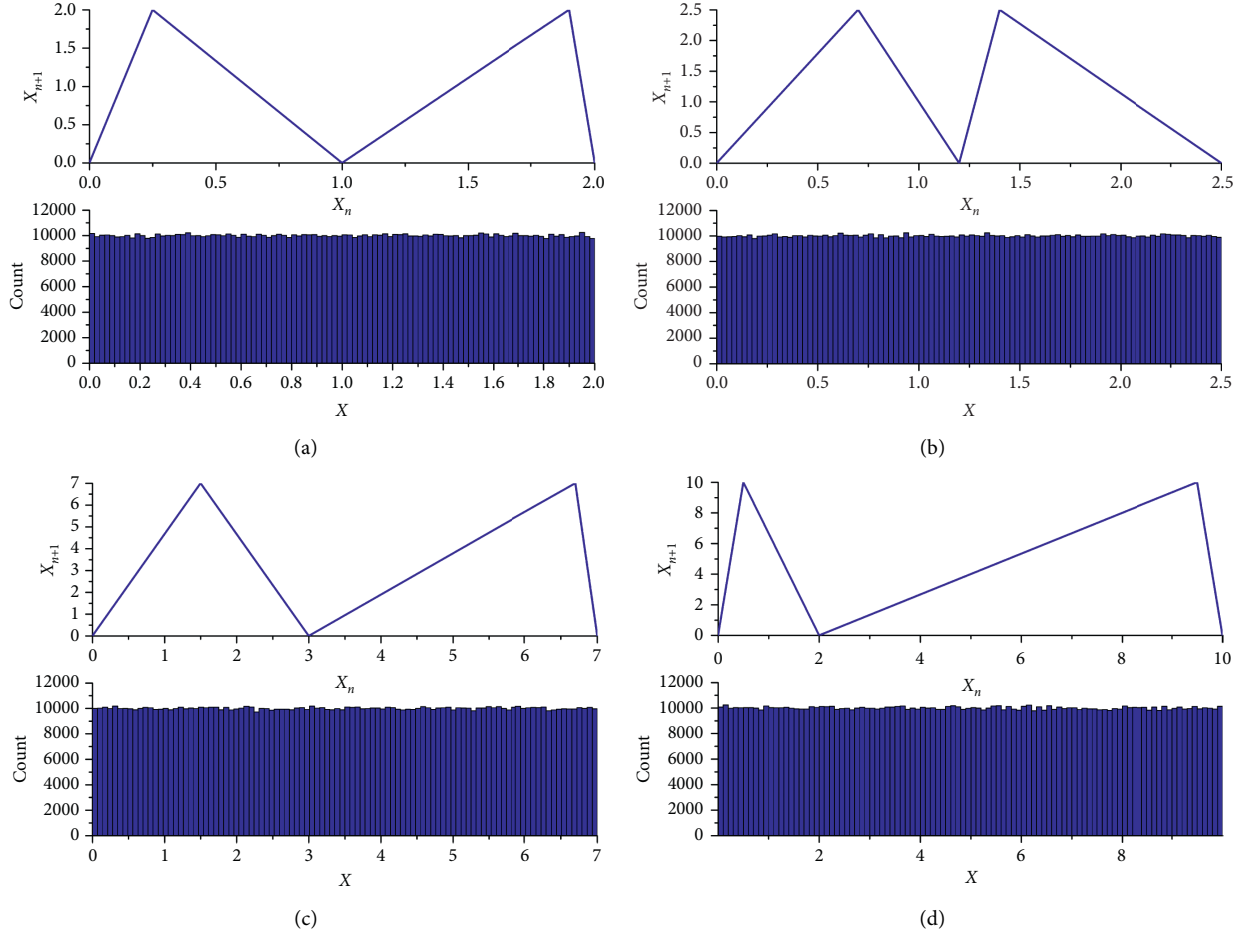 2.0
1.5
1.0
0.5
0.0
X_{n+1}
0.0 0.5 1.0 1.5 2.0
X_n
12000
10000
8000
6000
4000
2000
0
Count
0.0 0.2 0.4 0.6 0.8 1.0 1.2 1.4 1.6 1.8 2.0
X
(a)
2.5
2.0
1.5
1.0
0.5
0.0
X_{n+1}
0.0 0.5 1.0 1.5 2.0 2.5
X_n
12000
10000
8000
6000
4000
2000
0
Count
0.0 0.5 1.0 1.5 2.0 2.5
X
(b)
7
6
5
4
3
2
1
0
X_{n+1}
0 1 2 3 4 5 6 7
X_n
12000
10000
8000
6000
4000
2000
0
Count
0 1 2 3 4 5 6 7
X
(c)
10
8
6
4
2
0
X_{n+1}
0 2 4 6 8 10
X_n
12000
10000
8000
6000
4000
2000
0
Count
2 4 6 8
X
(d)